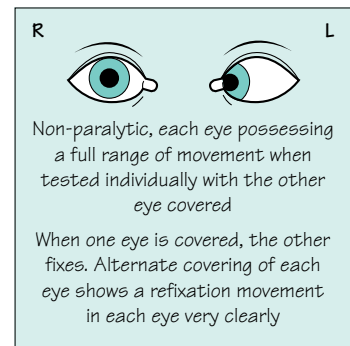 R L
Non-paralytic, each eye possessing
a full range of movement when
tested individually with the other
eye covered
When one eye is covered, the other
fixes. Alternate covering of each
eye shows a refixation movement
in each eye very clearly